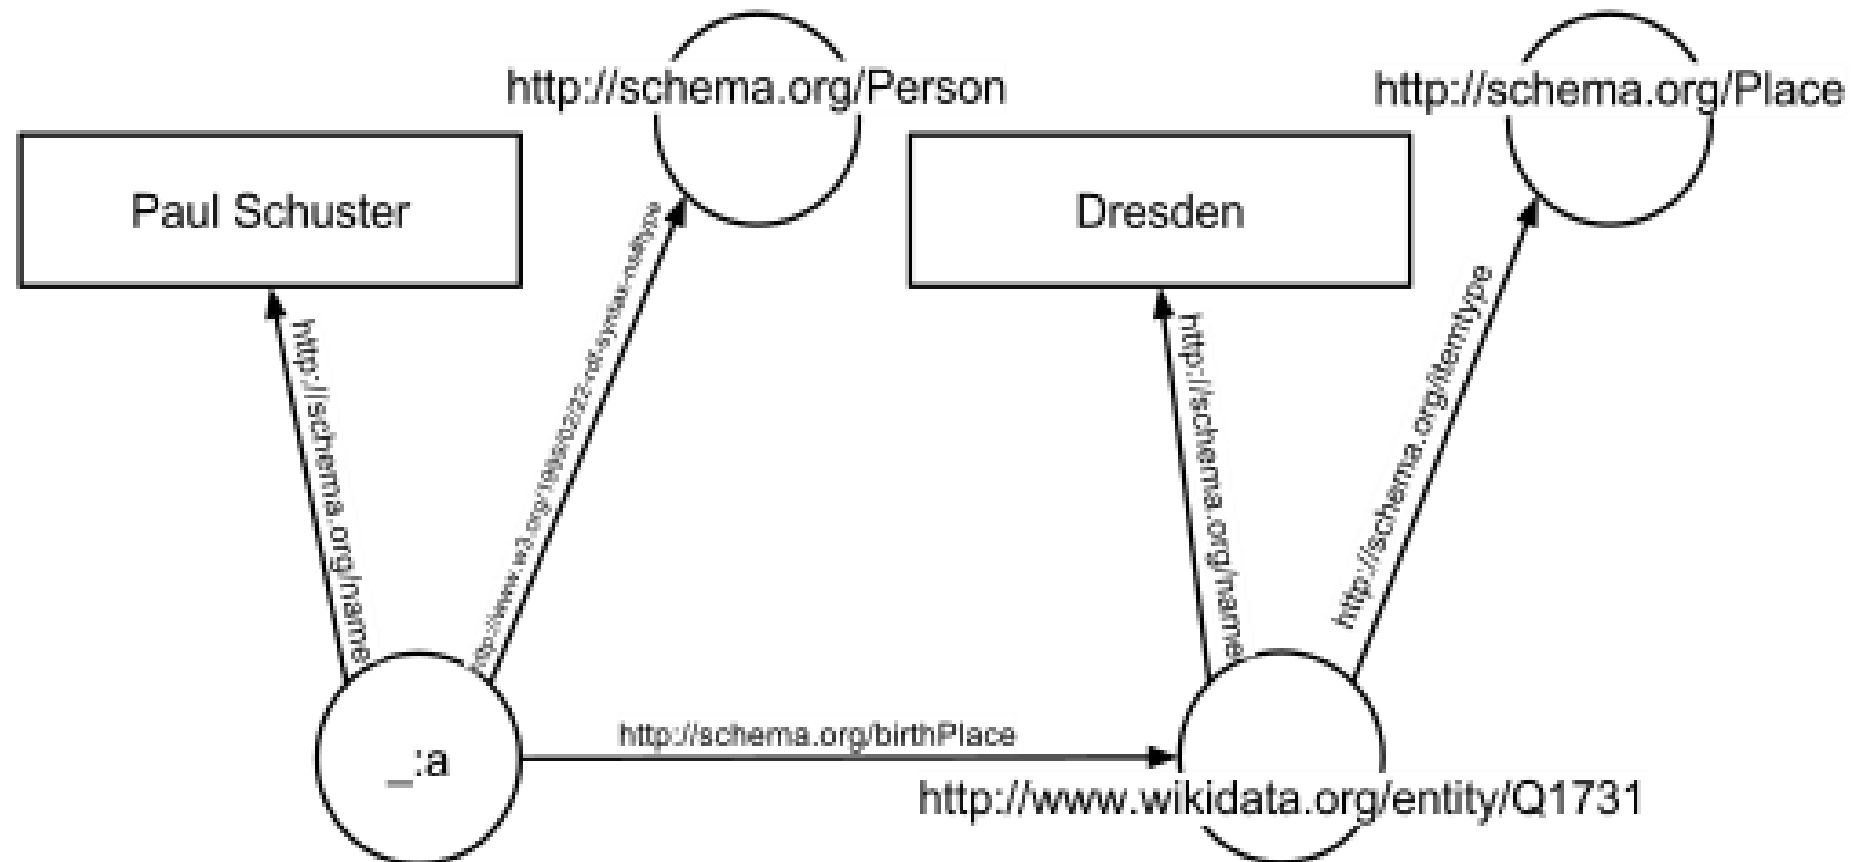 http://schema.org/Person
http://schema.org/Place
Paul Schuster
Dresden
http://schema.org/name
http://www.w3.org/1999/02/22-rdf-syntax-ns#type
http://schema.org/name
http://schema.org/itemtype
_:a
http://schema.org/birthPlace
http://www.wikidata.org/entity/Q1731